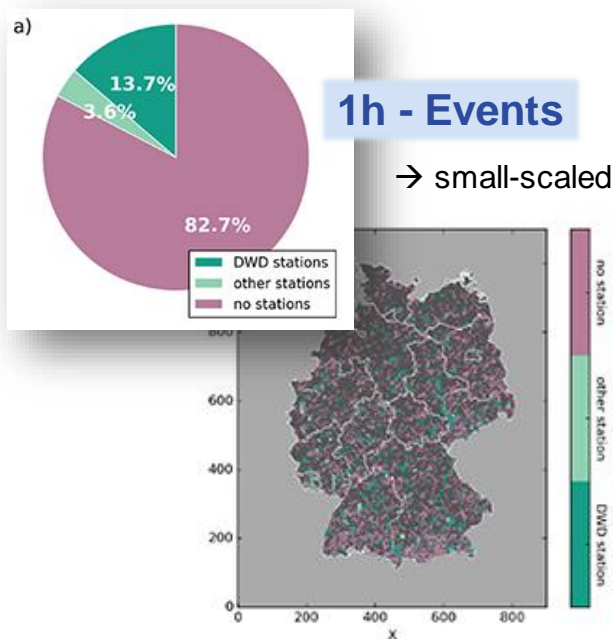 a)
13.7%
3.6%
82.7%
DWD stations
other stations
no stations
1h - Events
→ small-scaled
800
600
400
200
0
0 200 400 600 800
x
no station
other station
DWD station